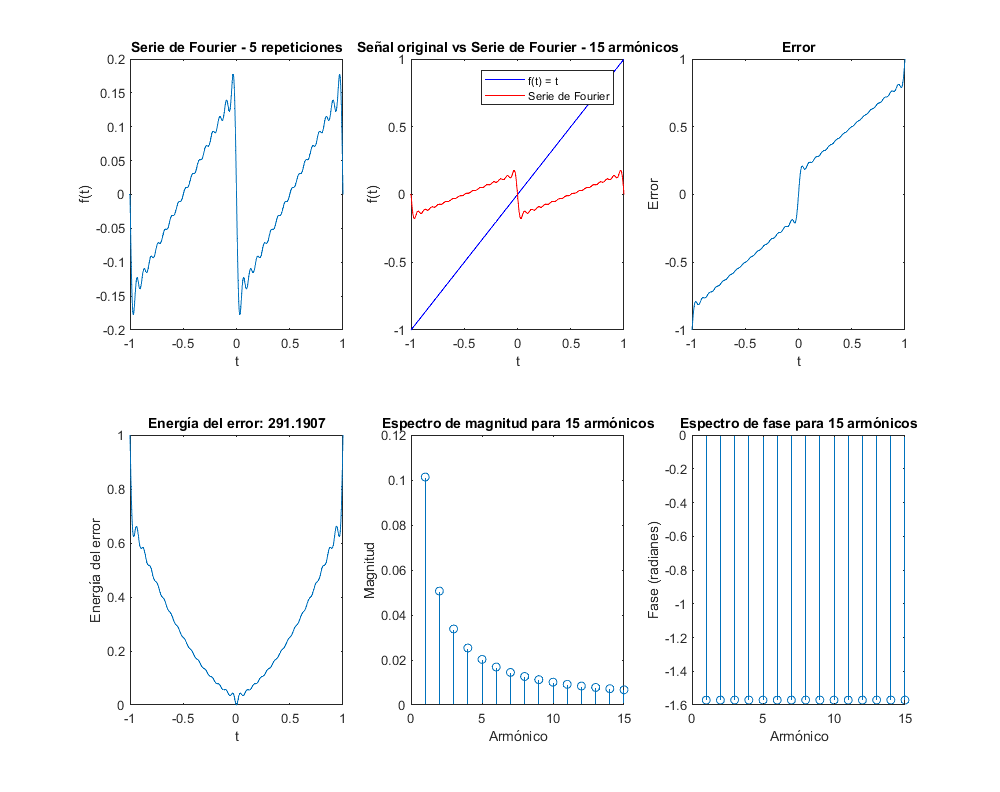 Serie de Fourier - 5 repeticiones
0.2
0.15
0.1
0.05
0
-0.05
-0.1
-0.15
-0.2
f(t)
-1 -0.5 0 0.5 1
t
Señal original vs Serie de Fourier - 15 armónicos
f(t) = t
Serie de Fourier
1
0.5
0
-0.5
-1
f(t)
-1 -0.5 0 0.5 1
t
Error
1
0.5
0
-0.5
-1
Error
-1 -0.5 0 0.5 1
t
Energía del error: 291.1907
1
0.8
0.6
0.4
0.2
0
Energía del error
-1 -0.5 0 0.5 1
t
Espectro de magnitud para 15 armónicos
0.12
0.1
0.08
0.06
0.04
0.02
0
Magnitud
0 5 10 15
Armónico
Espectro de fase para 15 armónicos
0
-0.2
-0.4
-0.6
-0.8
-1
-1.2
-1.4
-1.6
Fase (radianes)
0 5 10 15
Armónico